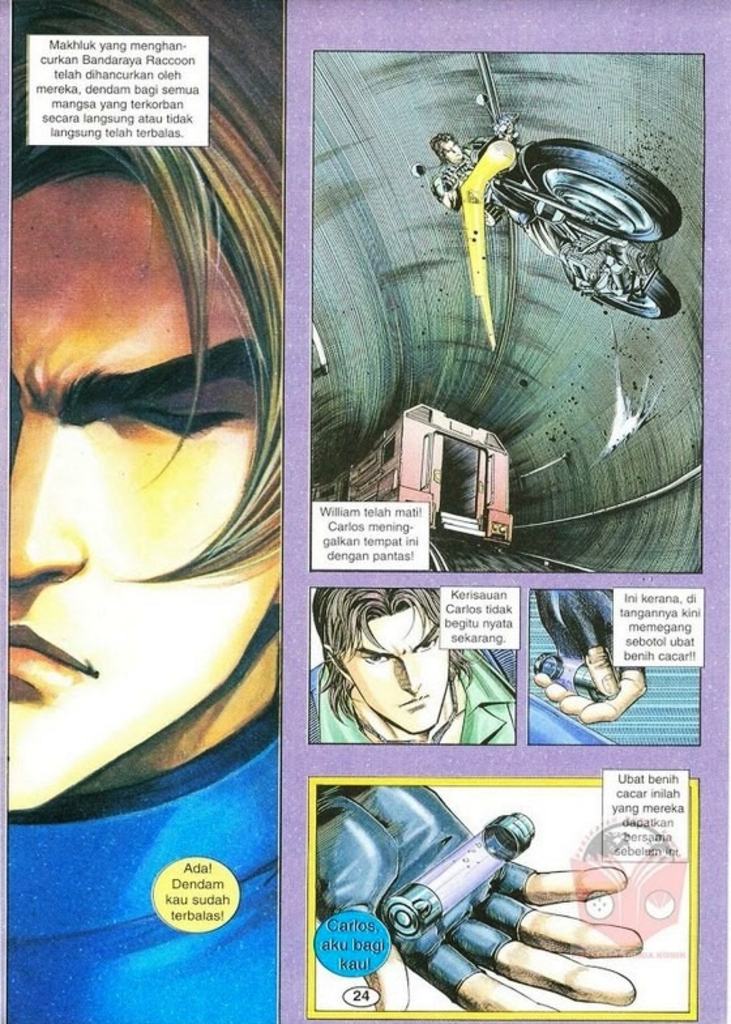 Makhluk yang menghan-
curkan Bandaraya Raccoon
telah dihancurkan oleh
mereka, dendam bagi semua
mangsa yang terkorban
secara langsung atau tidak
langsung telah terbalas.
Ada!
Dendam
kau sudah
terbalas!
William telah mati!
Carlos mening-
galkan tempat ini
dengan pantas!
Kerisauan
Carlos tidak
begitu nyata
sekarang.
Ini kerana, di
tangannya kini
memegang
sebotol ubat
benih cacar!!
Ubat benih
cacar inilah
yang mereka
dapatkan
bersama
sebelum ini.
Carlos,
aku bagi
kau!
24